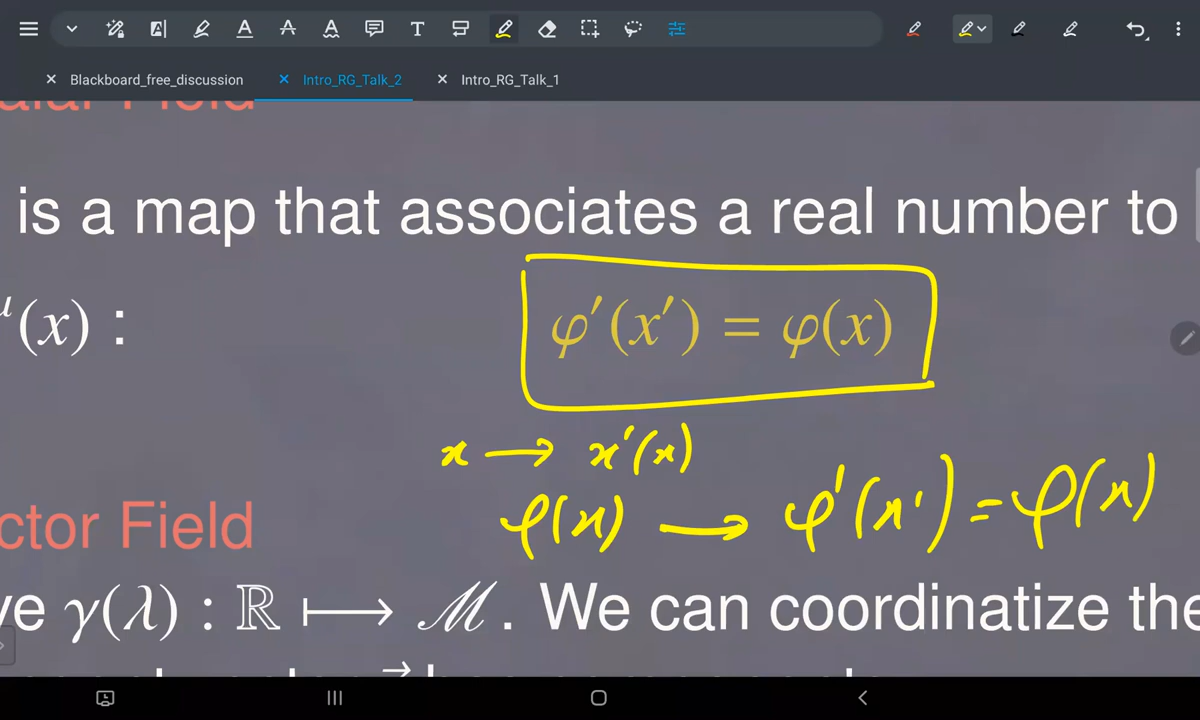 Blackboard_free_discussion Intro_RG_Talk_2 Intro_RG_Talk_1
is a map that associates a real number to
μ(x) :
φ′(x′) = φ(x)
x → x′(x)
φ(x) → φ′(x′) = φ(x)
ctor Field
ve γ(λ) : ℝ ⟼ ℳ. We can coordinatize the